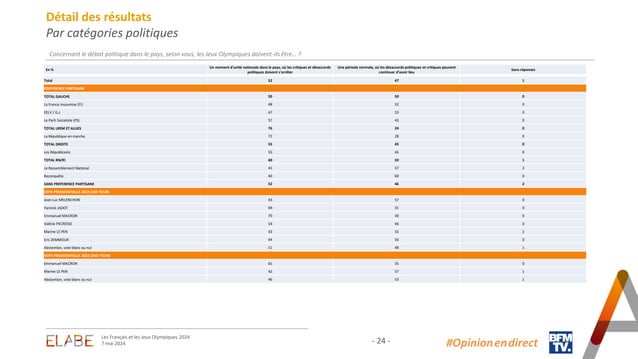 Détail des résultats
Par catégories politiques
Concernant le débat politique dans le pays, selon vous, les Jeux Olympiques doivent-ils être… ?
En % Un moment d'unité nationale dans le pays, où les critiques et désaccords politiques doivent s'arrêter Une période normale, où les désaccords politiques et critiques peuvent continuer d'avoir lieu Sans réponses
Total 52 47 1
PREFERENCE PARTISANE
TOTAL GAUCHE 50 50 0
La France insoumise (FI) 48 52 0
EELV / G.s 47 53 0
Le Parti Socialiste (PS) 57 43 0
TOTAL LREM ET ALLIES 76 24 0
La République en marche 72 28 0
TOTAL DROITE 55 45 0
Les Républicains 55 45 0
TOTAL RN/R! 40 59 1
Le Rassemblement National 41 57 2
Reconquête 40 60 0
SANS PREFERENCE PARTISANE 52 46 2
VOTE PRESIDENTIELLE 2022 (1ER TOUR)
Jean-Luc MELENCHON 43 57 0
Yannick JADOT 69 31 0
Emmanuel MACRON 70 30 0
Valérie PECRESSE 54 46 0
Marine LE PEN 43 55 2
Eric ZEMMOUR 44 56 0
Abstention, vote blanc ou nul 51 48 1
VOTE PRESIDENTIELLE 2022 (2ND TOUR)
Emmanuel MACRON 65 35 0
Marine LE PEN 42 57 1
Abstention, vote blanc ou nul 46 53 1
ELABE
Les Français et les Jeux Olympiques 2024
7 mai 2024
- 24 -
#Opinionendirect
BFM
TV.